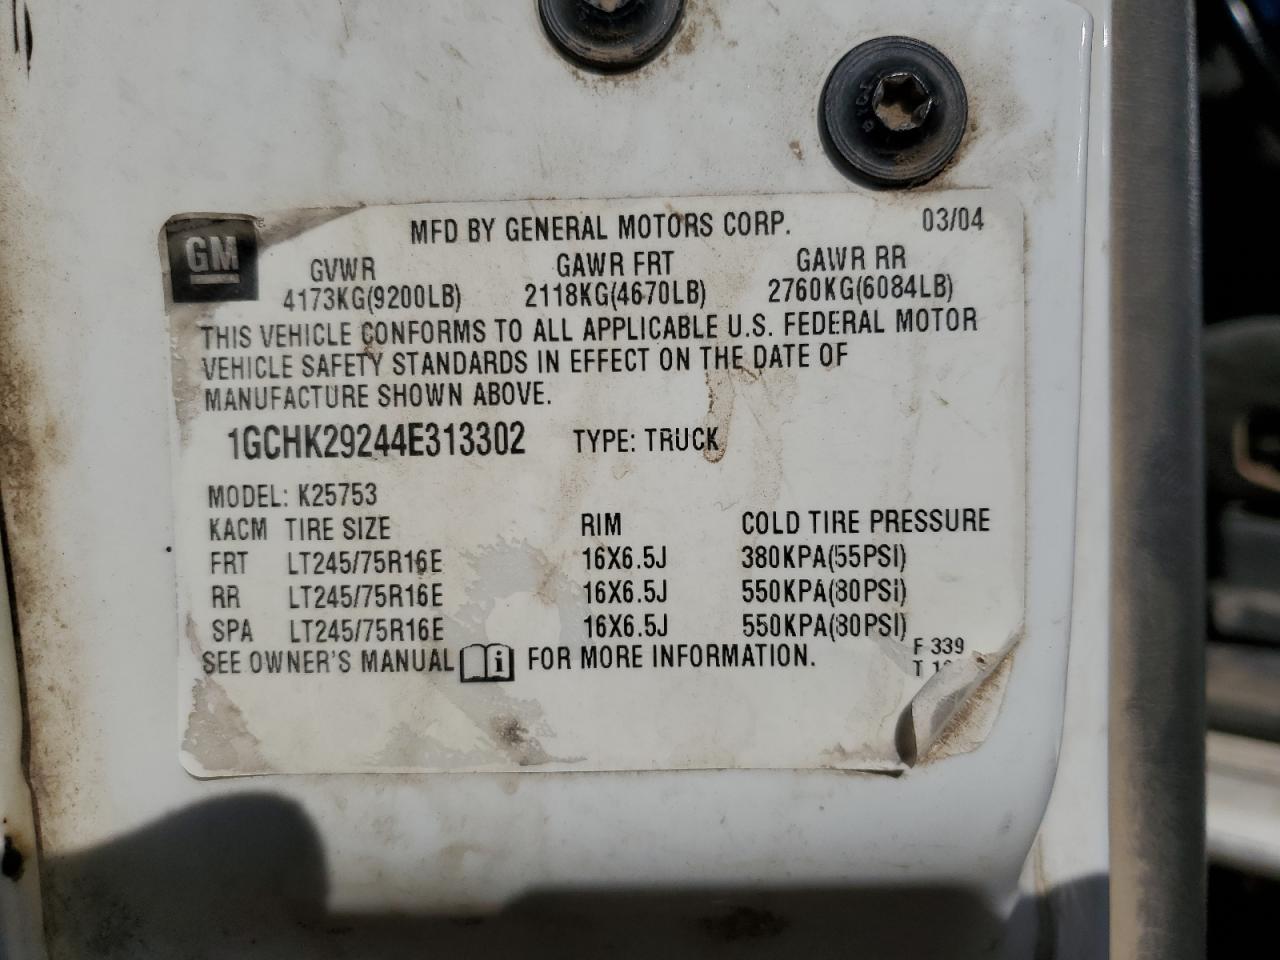 GM
MFD BY GENERAL MOTORS CORP. 03/04
GVWR GAWR FRT GAWR RR
4173KG(9200LB) 2118KG(4670LB) 2760KG(6084LB)
THIS VEHICLE CONFORMS TO ALL APPLICABLE U.S. FEDERAL MOTOR
VEHICLE SAFETY STANDARDS IN EFFECT ON THE DATE OF
MANUFACTURE SHOWN ABOVE.
1GCHK29244E313302 TYPE: TRUCK
MODEL: K25753
KACM TIRE SIZE RIM COLD TIRE PRESSURE
FRT LT245/75R16E 16X6.5J 380KPA(55PSI)
RR LT245/75R16E 16X6.5J 550KPA(80PSI)
SPA LT245/75R16E 16X6.5J 550KPA(80PSI)
SEE OWNER'S MANUAL i FOR MORE INFORMATION.
F 339
T